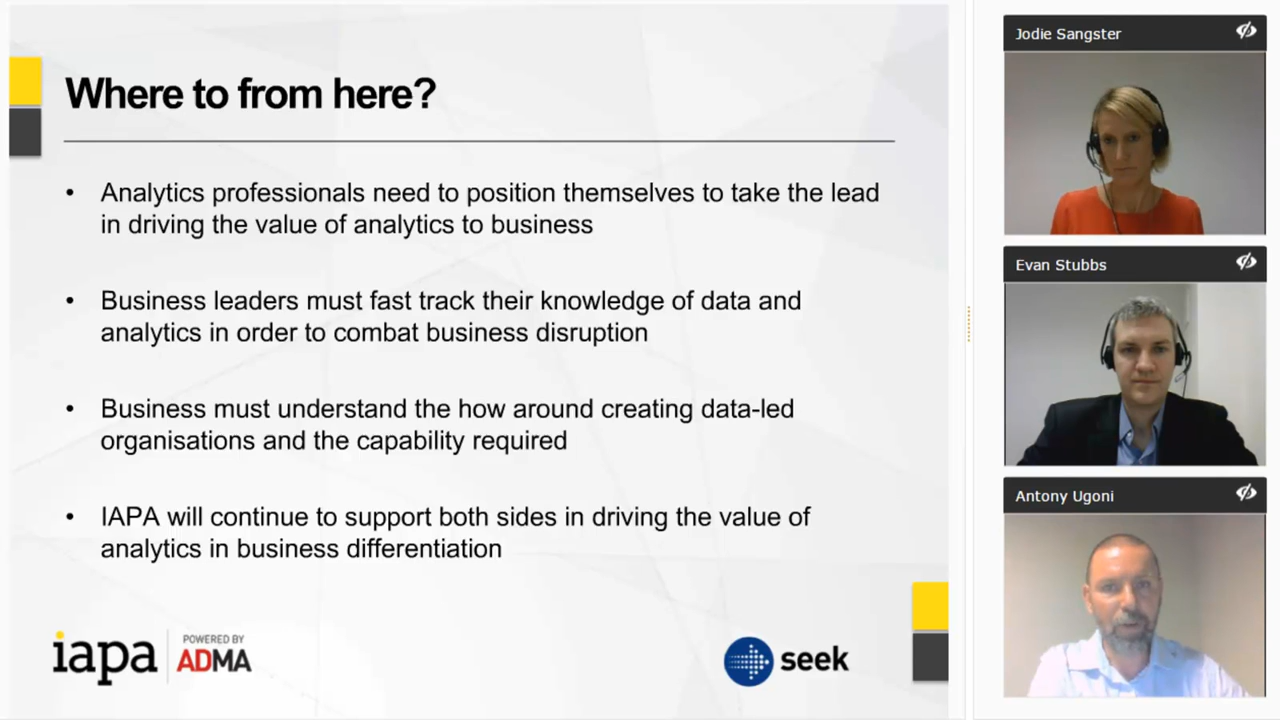 Where to from here?
• Analytics professionals need to position themselves to take the lead
in driving the value of analytics to business
• Business leaders must fast track their knowledge of data and
analytics in order to combat business disruption
• Business must understand the how around creating data-led
organisations and the capability required
• IAPA will continue to support both sides in driving the value of
analytics in business differentiation
iapa
POWERED BY
ADMA
seek
Jodie Sangster
Evan Stubbs
Antony Ugoni